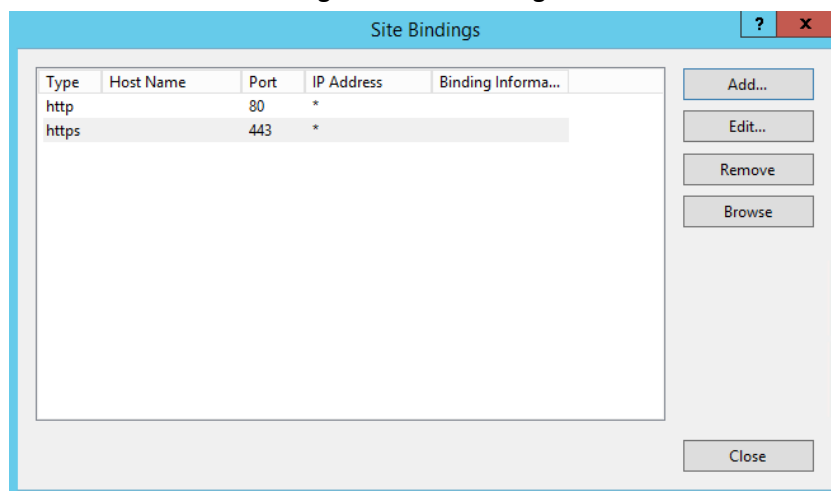 Site Bindings
? x
Type Host Name Port IP Address Binding Informa...
http 80 *
https 443 *
Add...
Edit...
Remove
Browse
Close